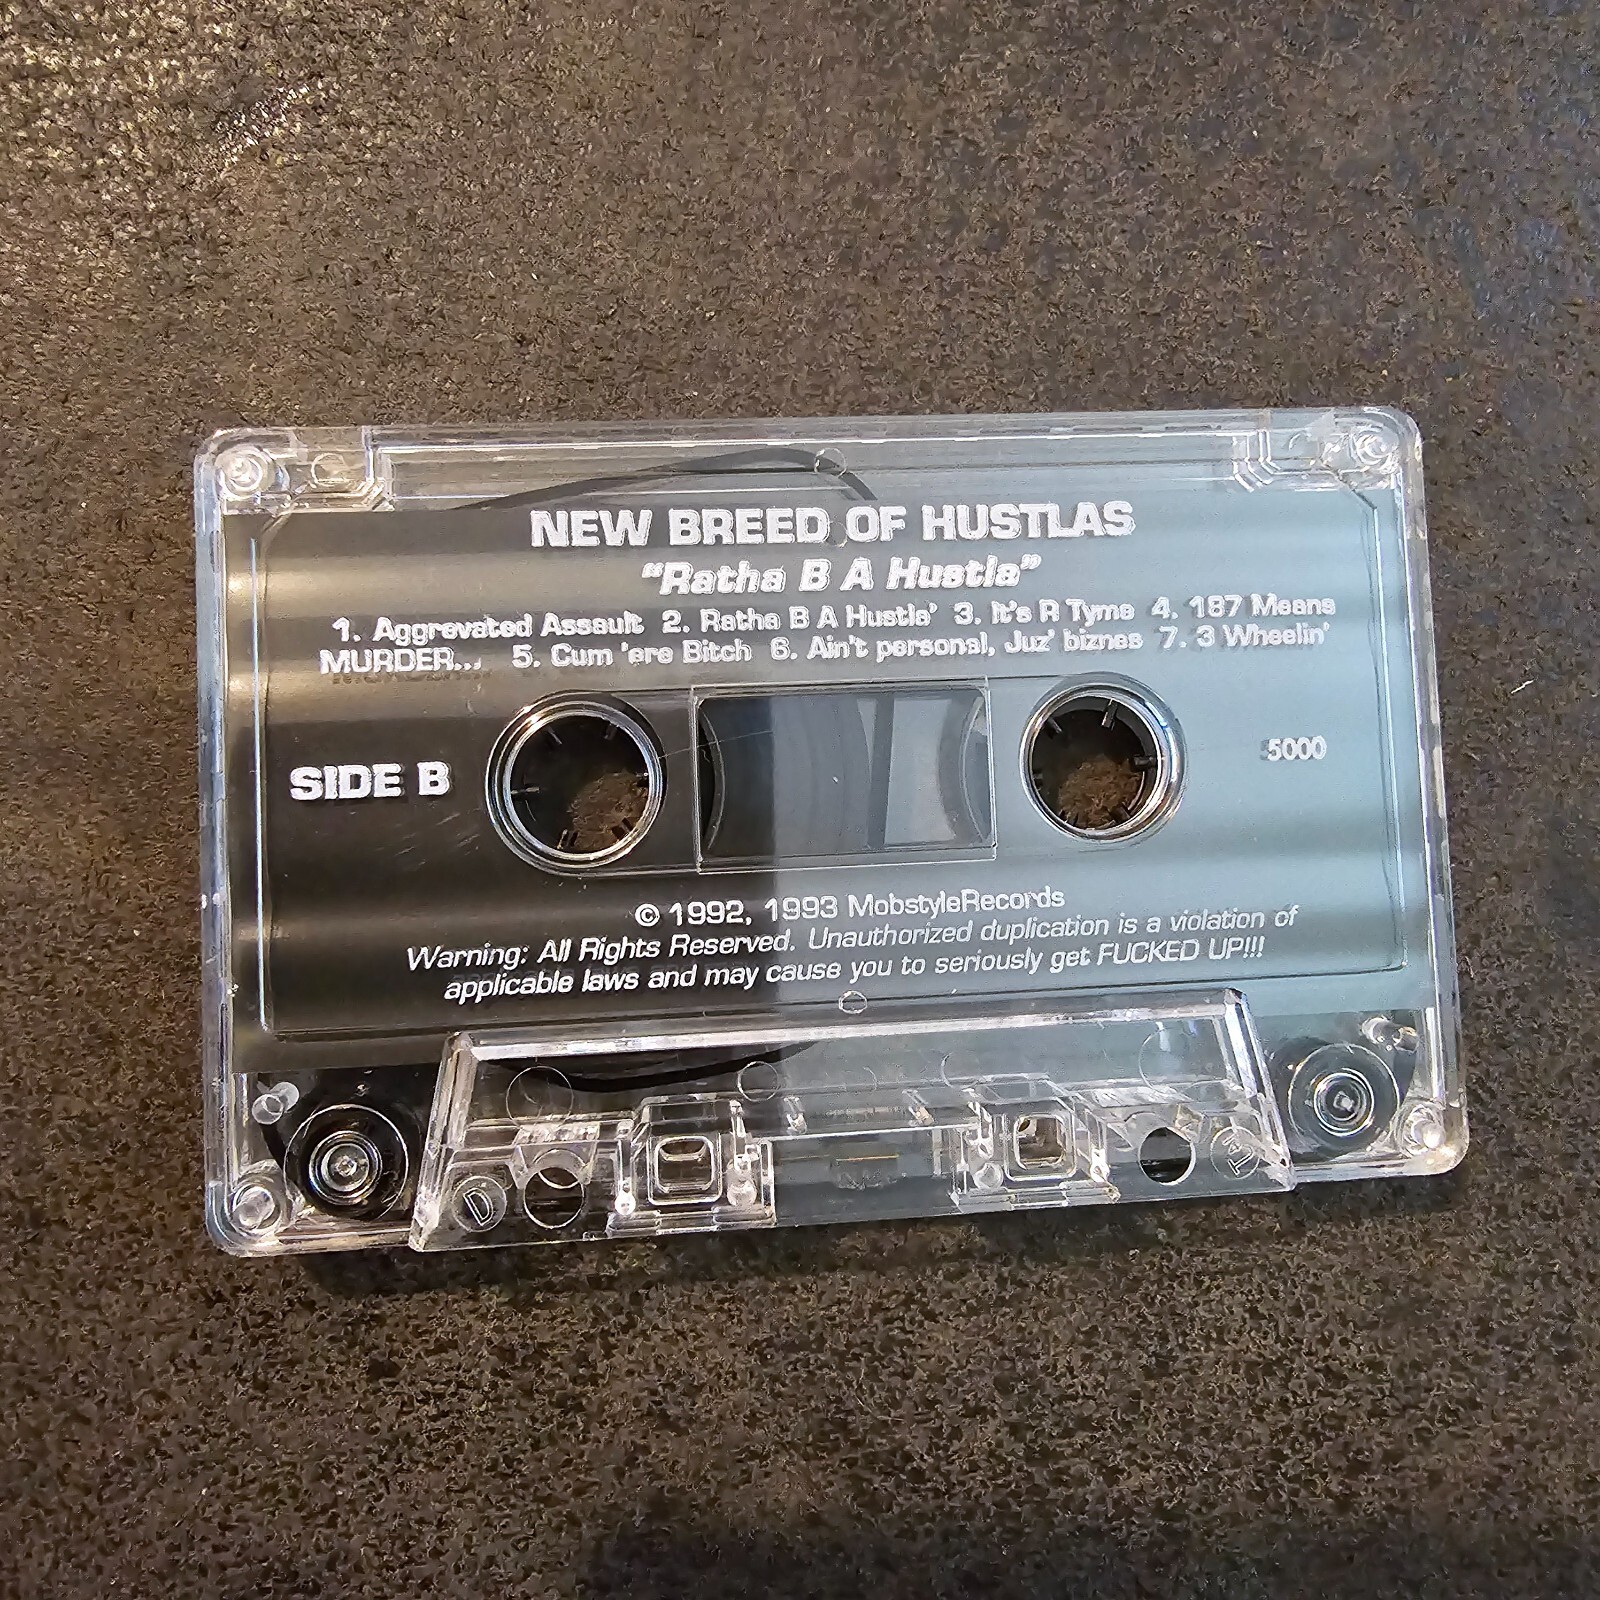 NEW BREED OF HUSTLAS
"Ratha B A Hustla"
1. Aggrevated Assault 2. Ratha B A Hustla' 3. It's R Tyme 4. 187 Means
MURDER... 5. Cum 'ere Bitch 6. Ain't personal, Juz' biznes 7. 3 Wheelin'
SIDE B
5000
© 1992, 1993 MobstyleRecords
Warning: All Rights Reserved. Unauthorized duplication is a violation of
applicable laws and may cause you to seriously get FUCKED UP!!!
D